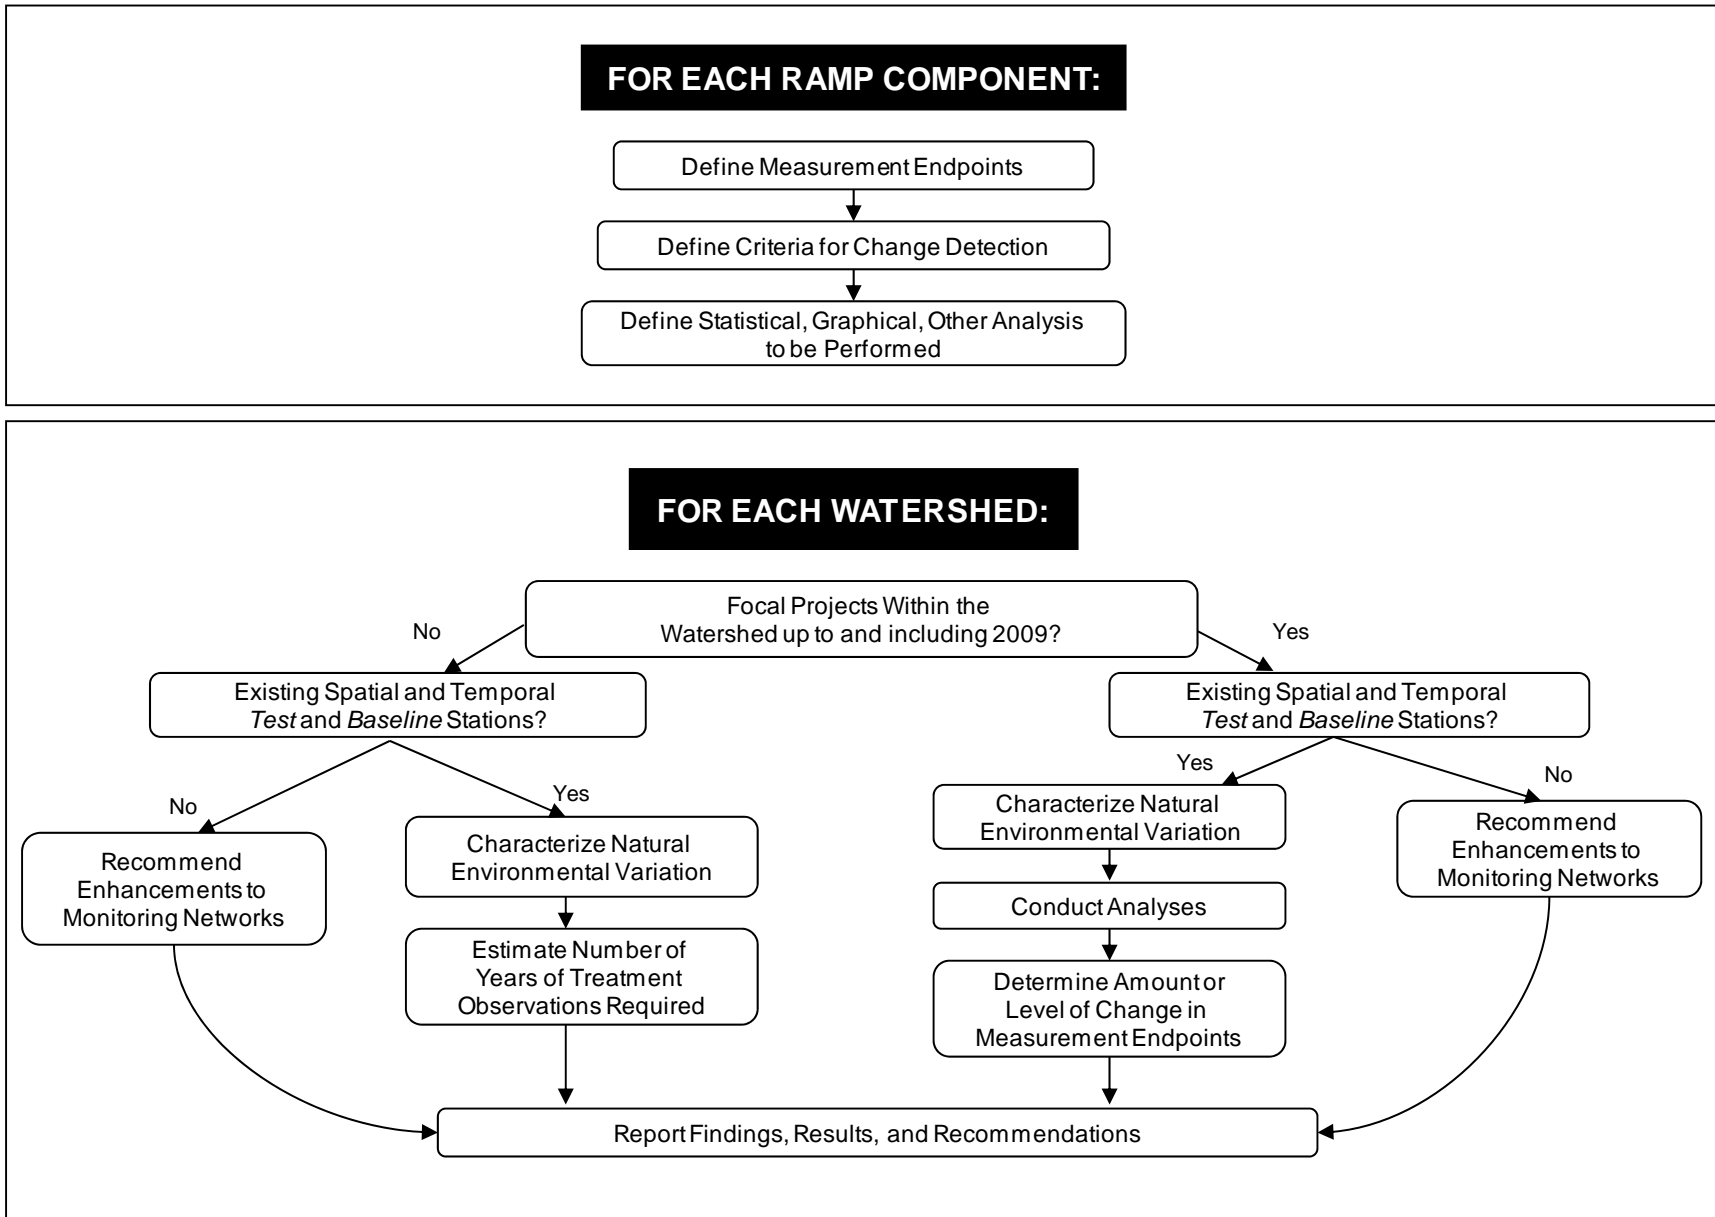 FOR EACH RAMP COMPONENT:
Define Measurement Endpoints
Define Criteria for Change Detection
Define Statistical, Graphical, Other Analysis
to be Performed
FOR EACH WATERSHED:
Focal Projects Within the
Watershed up to and including 2009?
No
Yes
Existing Spatial and Temporal
Test and Baseline Stations?
Existing Spatial and Temporal
Test and Baseline Stations?
No
Yes
Yes
No
Recommend
Enhancements to
Monitoring Networks
Characterize Natural
Environmental Variation
Estimate Number of
Years of Treatment
Observations Required
Characterize Natural
Environmental Variation
Conduct Analyses
Determine Amount or
Level of Change in
Measurement Endpoints
Recommend
Enhancements to
Monitoring Networks
Report Findings, Results, and Recommendations